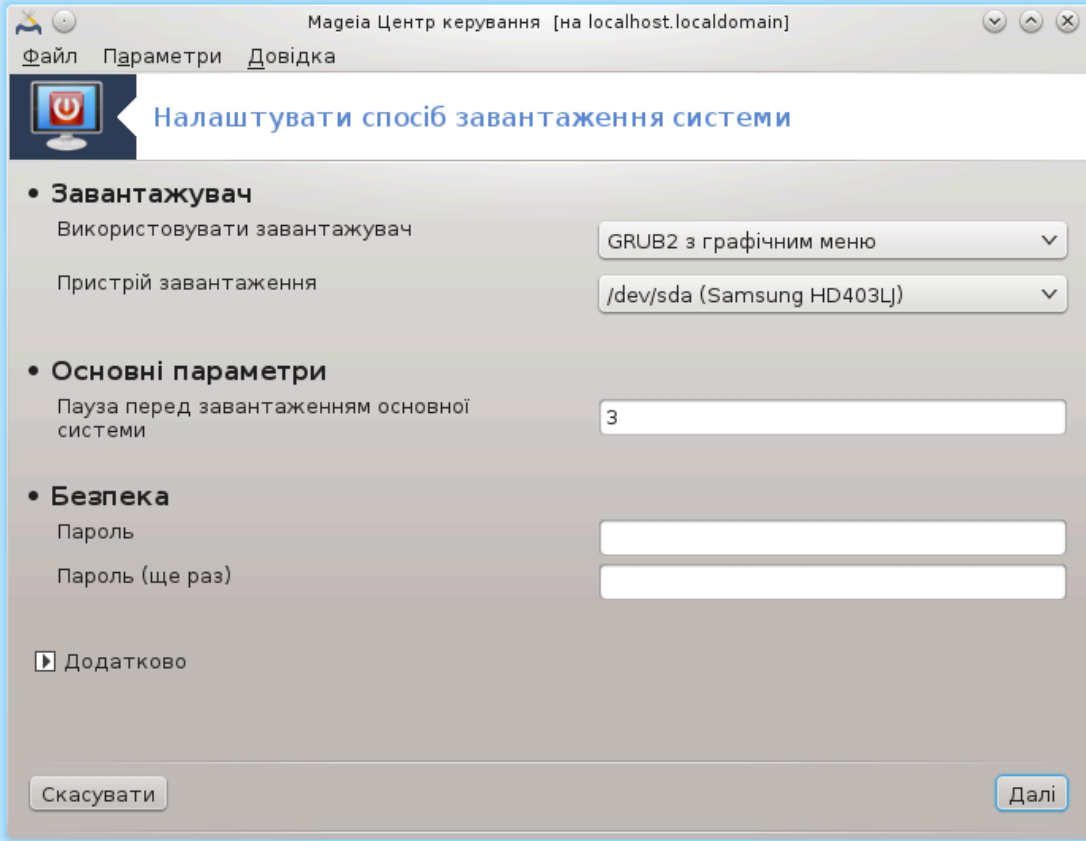 Mageia Центр керування [на localhost.localdomain]
Файл Параметри Довідка
Налаштувати спосіб завантаження системи
• Завантажувач
Використовувати завантажувач
GRUB2 з графічним меню
Пристрій завантаження
/dev/sda (Samsung HD403LJ)
• Основні параметри
Пауза перед завантаженням основної
системи
3
• Безпека
Пароль
Пароль (ще раз)
Додатково
Скасувати
Далі